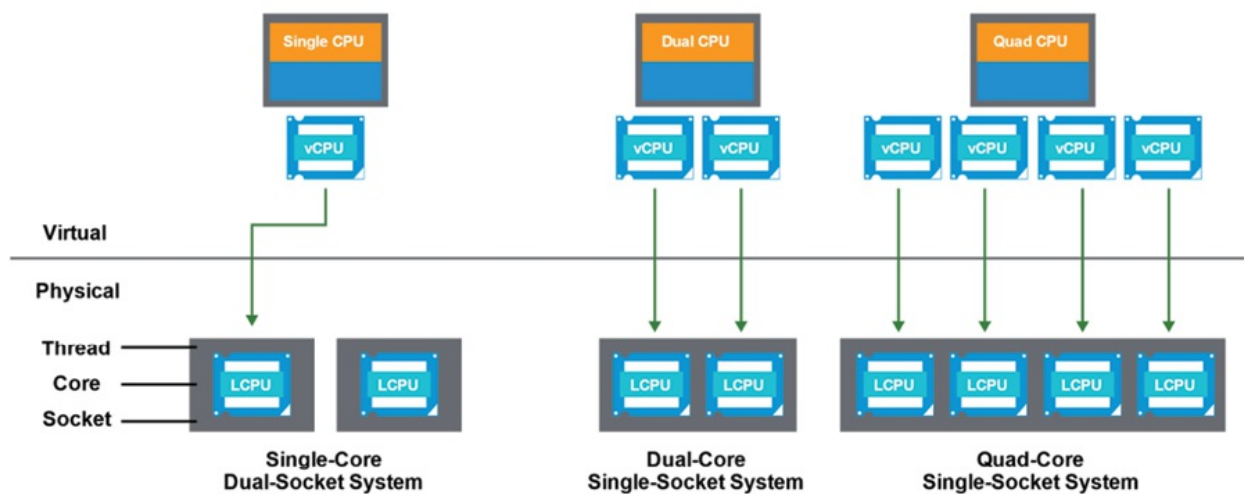 Single CPU
Dual CPU
Quad CPU
vCPU
vCPU
vCPU
vCPU
vCPU
vCPU
vCPU
Virtual
Physical
Thread
Core
Socket
LCPU
LCPU
LCPU
LCPU
LCPU
LCPU
LCPU
LCPU
Single-Core
Dual-Socket System
Dual-Core
Single-Socket System
Quad-Core
Single-Socket System